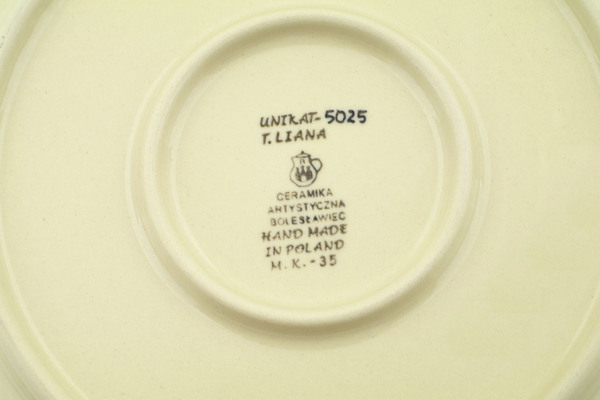 UNIKAT-5025
T. LIANA
CERAMIKA
ARTYSTYCZNA
BOLESŁAWIEC
HAND MADE
IN POLAND
M. K. - 35